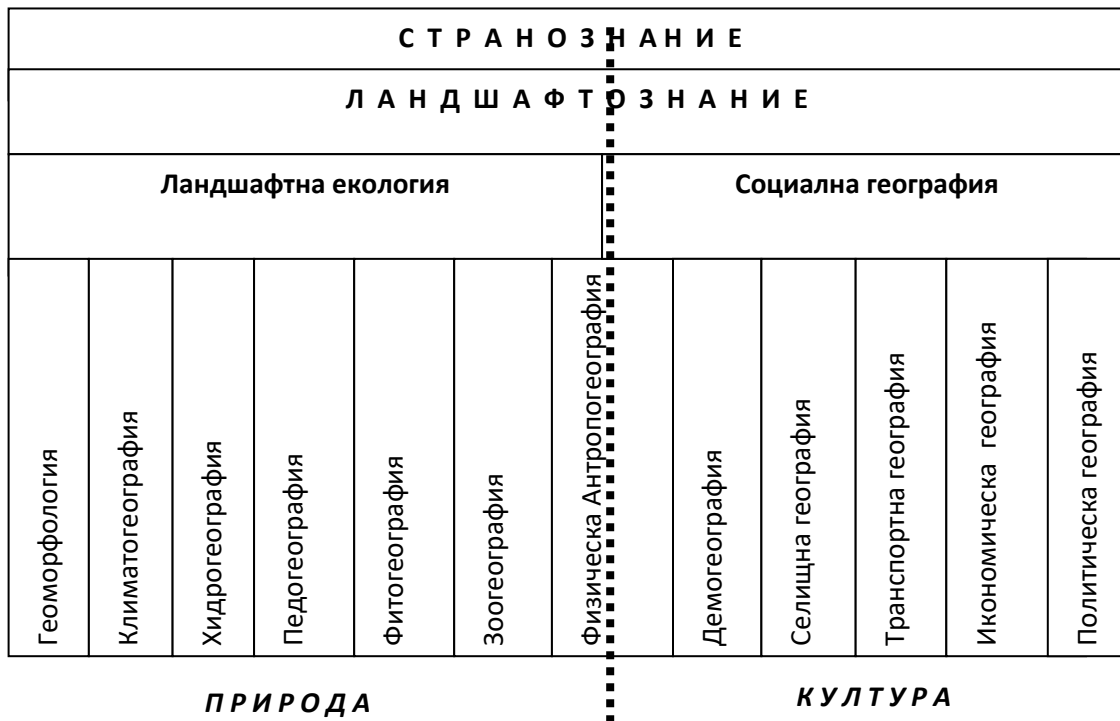 С Т Р А Н О З Н А Н И Е
Л А Н Д Ш А Ф Т О З Н А Н И Е
Ландшафтна екология
Социална география
Геоморфология
Климатогеография
Хидрогеография
Педогеография
Фитогеография
Зоогеография
Физическа Антропогеография
Демогеография
Селищна география
Транспортна география
Икономическа география
Политическа география
П Р И Р О Д А
К У Л Т У Р А